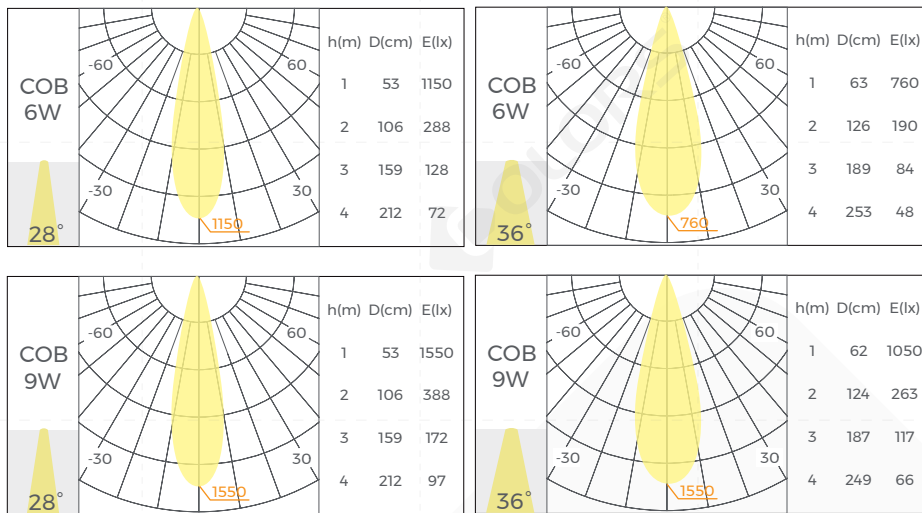 COB
6W
28°
-60
60
-30
30
1150
h(m) D(cm) E(lx)
1 53 1150
2 106 288
3 159 128
4 212 72
COB
6W
36°
-60
60
-30
30
760
h(m) D(cm) E(lx)
1 63 760
2 126 190
3 189 84
4 253 48
COB
9W
28°
-60
60
-30
30
1550
h(m) D(cm) E(lx)
1 53 1550
2 106 388
3 159 172
4 212 97
COB
9W
36°
-60
60
-30
30
1550
h(m) D(cm) E(lx)
1 62 1050
2 124 263
3 187 117
4 249 66